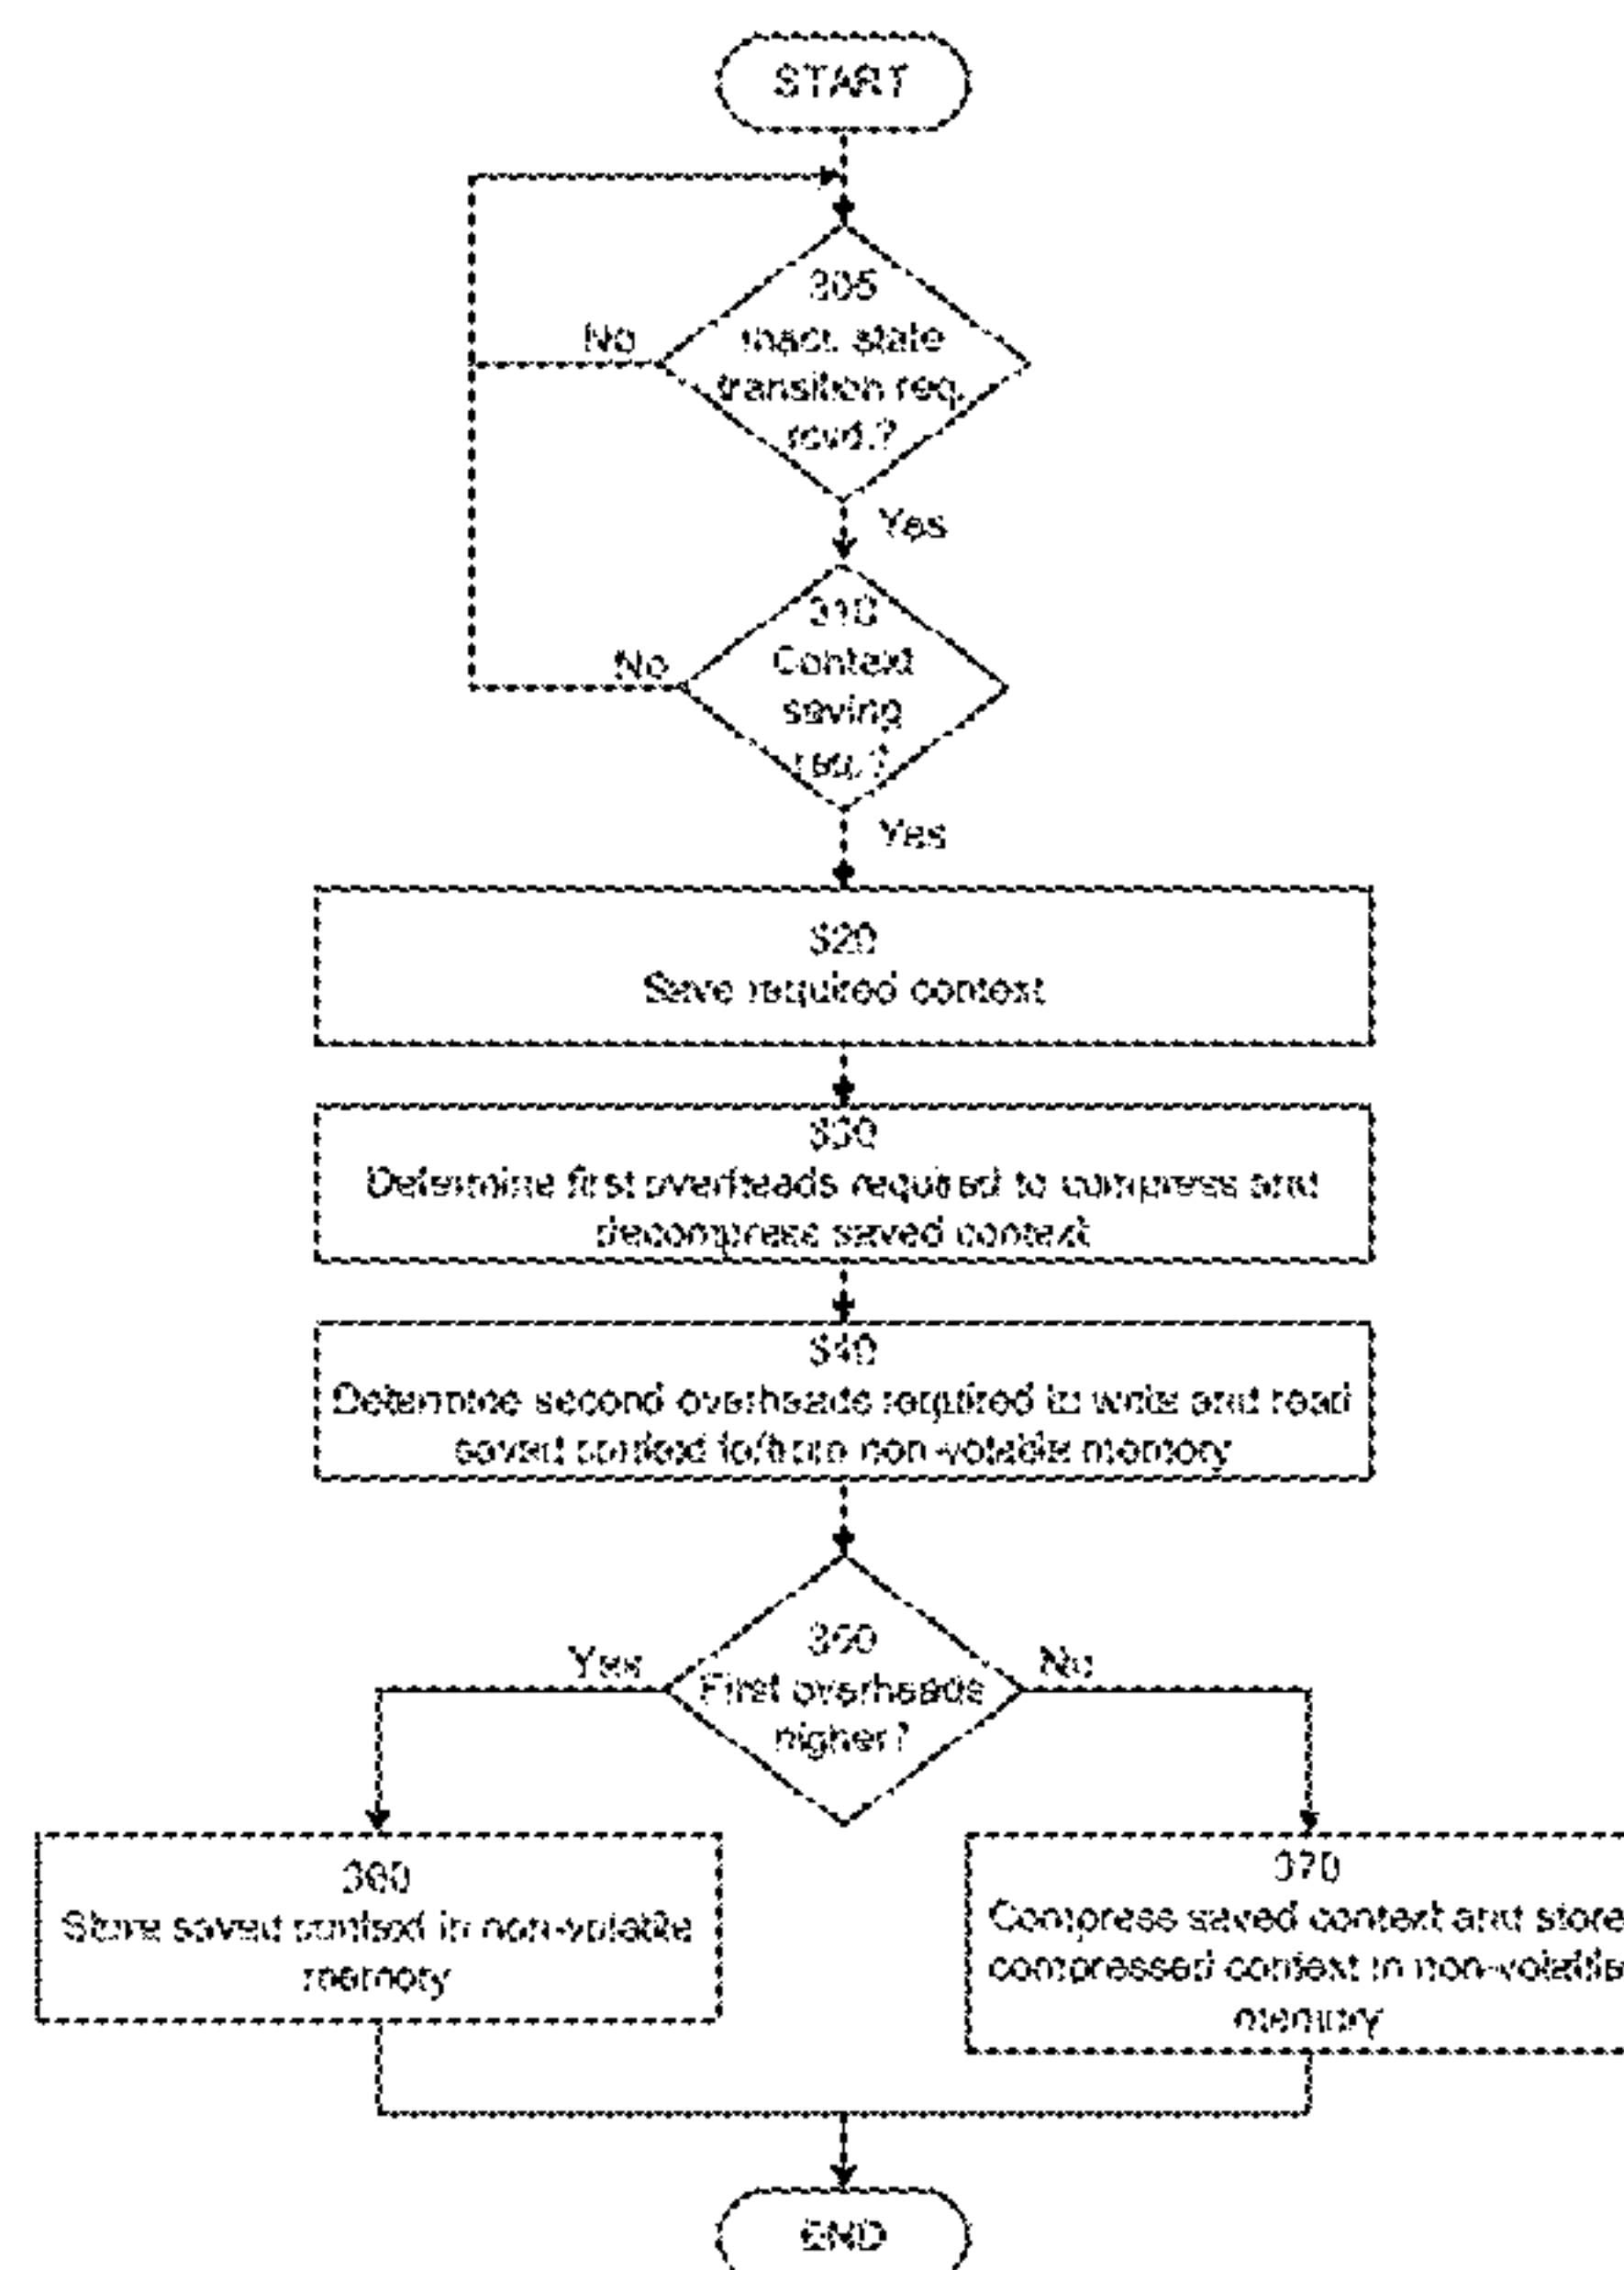 START
305
Inact. state
No
transition req.
rcvd.?
Yes
310
Context
No
saving
req.?
Yes
320
Save required context
330
Determine first overheads required to compress and
decompress saved context
340
Determine second overheads required to write and read
saved context to/from non-volatile memory
350
Yes
No
First overheads
higher?
360
Store saved context in non-volatile
memory
370
Compress saved context and store
compressed context in non-volatile
memory
END